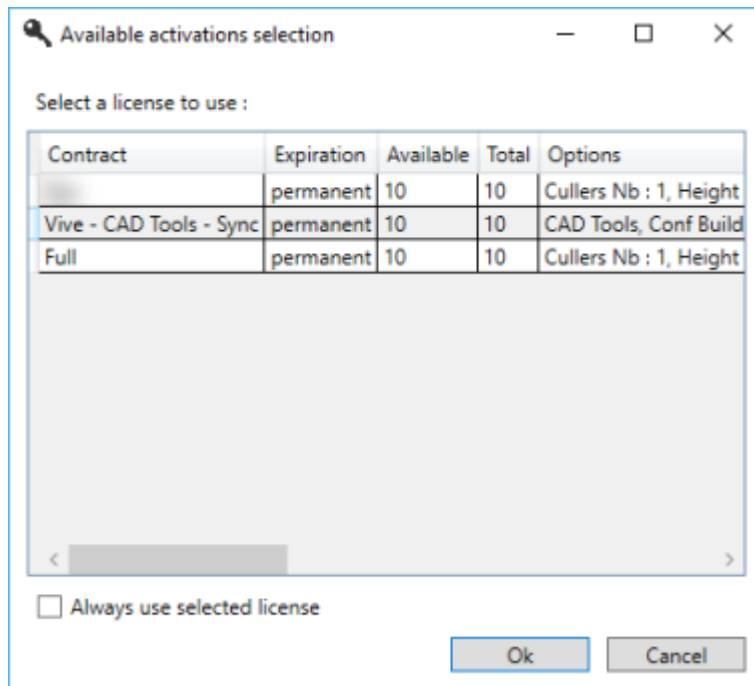 Available activations selection
Select a license to use :
Contract Expiration Available Total Options
permanent 10 10 Cullers Nb : 1, Height
Vive - CAD Tools - Sync permanent 10 10 CAD Tools, Conf Build
Full permanent 10 10 Cullers Nb : 1, Height
Always use selected license
Ok Cancel